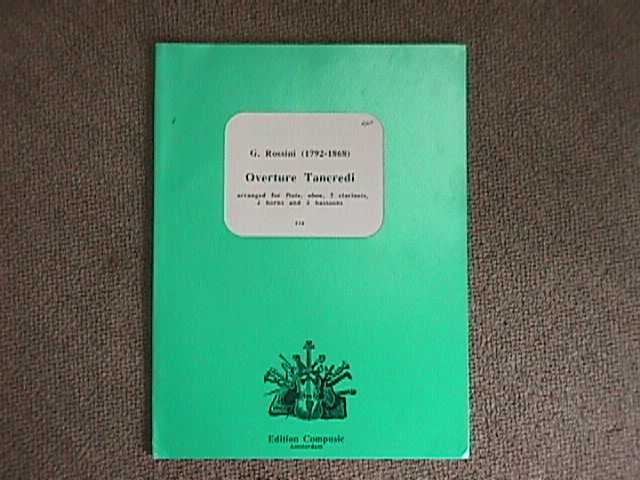 G. Rossini (1792-1868)
Overture Tancredi
arranged for flute, oboe, 2 clarinets,
2 horns and 2 bassoons
Edition Compusic
Amsterdam